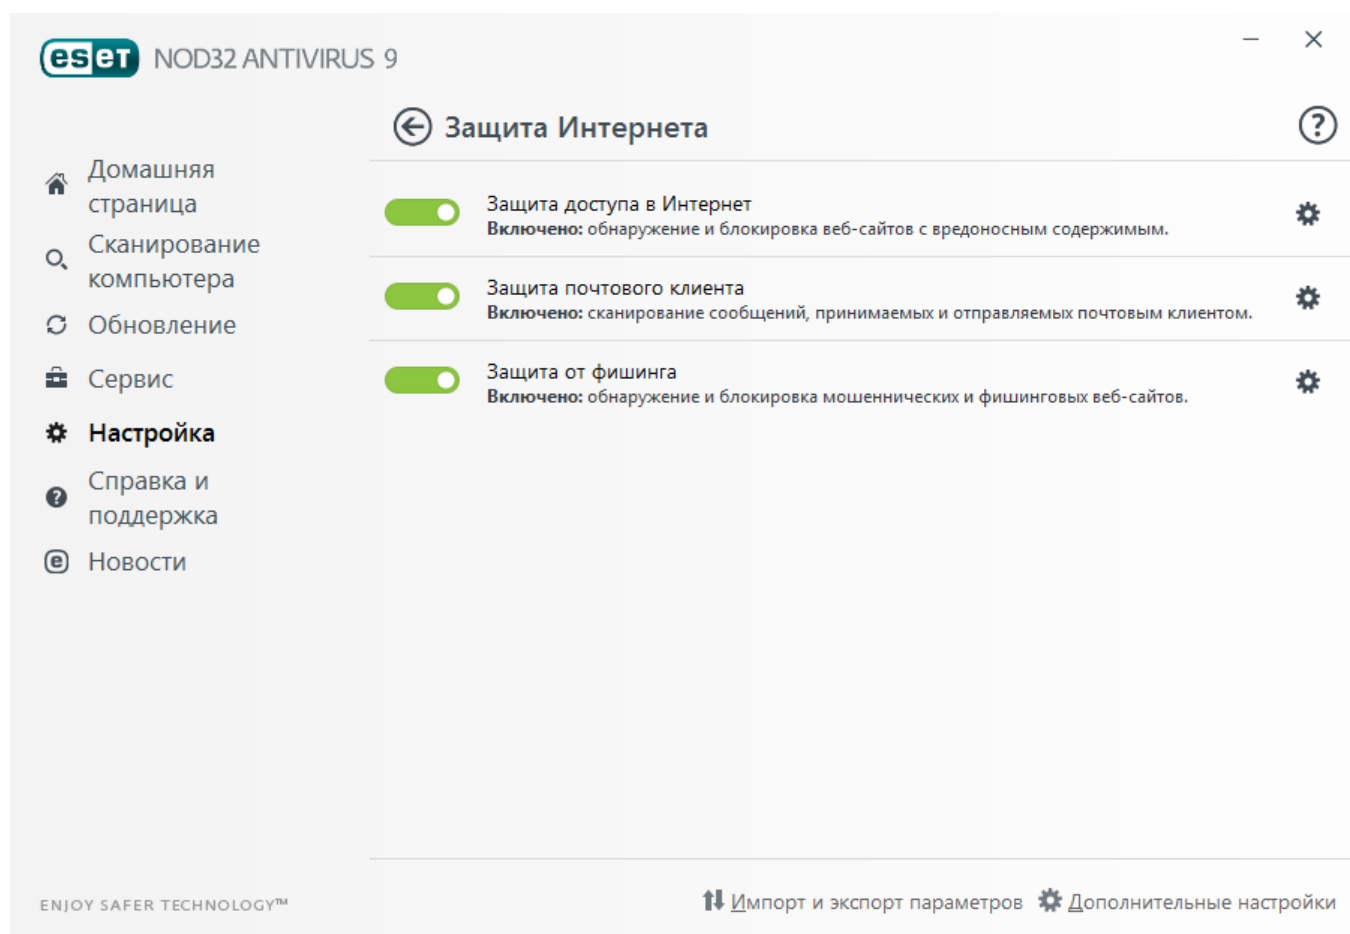 eset NOD32 ANTIVIRUS 9
Защита Интернета
Домашняя
страница
Сканирование
компьютера
Обновление
Сервис
Настройка
Справка и
поддержка
Новости
Защита доступа в Интернет
Включено: обнаружение и блокировка веб-сайтов с вредоносным содержимым.
Защита почтового клиента
Включено: сканирование сообщений, принимаемых и отправляемых почтовым клиентом.
Защита от фишинга
Включено: обнаружение и блокировка мошеннических и фишинговых веб-сайтов.
ENJOY SAFER TECHNOLOGY™
Импорт и экспорт параметров Дополнительные настройки